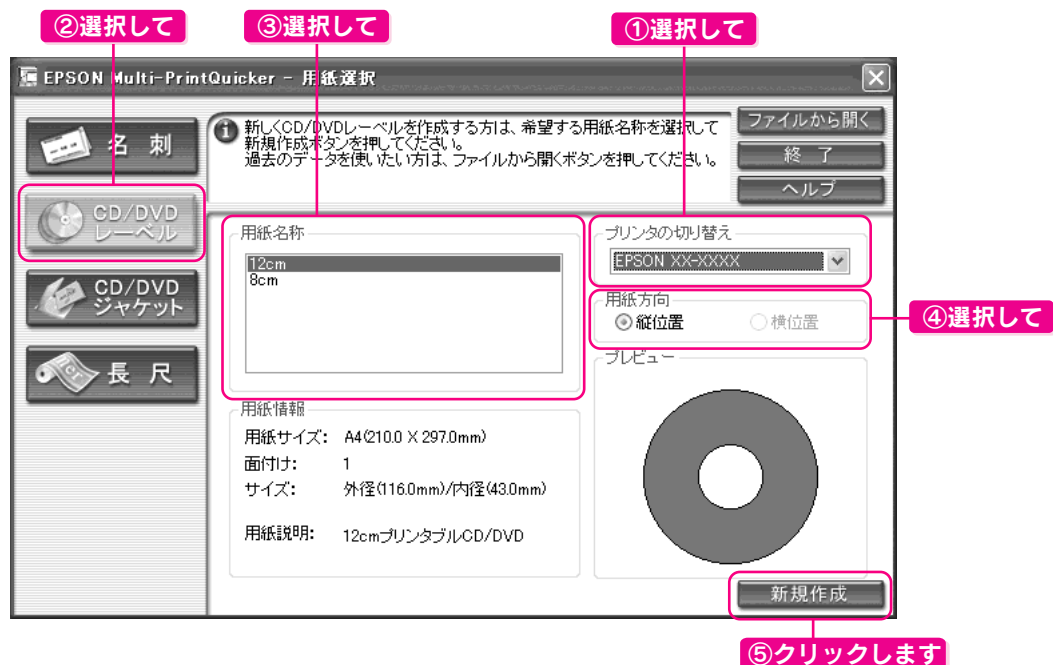 ②選択して
③選択して
①選択して
EPSON Multi-PrintQuicker - 用紙選択
名 刺
CD/DVD
レーベル
CD/DVD
ジャケット
長 尺
新しくCD/DVDレーベルを作成する方は、希望する用紙名称を選択して
新規作成ボタンを押してください。
過去のデータを使いたい方は、ファイルから開くボタンを押してください。
ファイルから開く
終 了
ヘルプ
用紙名称
12cm
8cm
プリンタの切り替え
EPSON XX-XXXX
用紙方向
縦位置
横位置
④選択して
プレビュー
用紙情報
用紙サイズ: A4(210.0 X 297.0mm)
面付け: 1
サイズ: 外径(116.0mm)/内径(43.0mm)
用紙説明: 12cmプリンタブルCD/DVD
新規作成
⑤クリックします